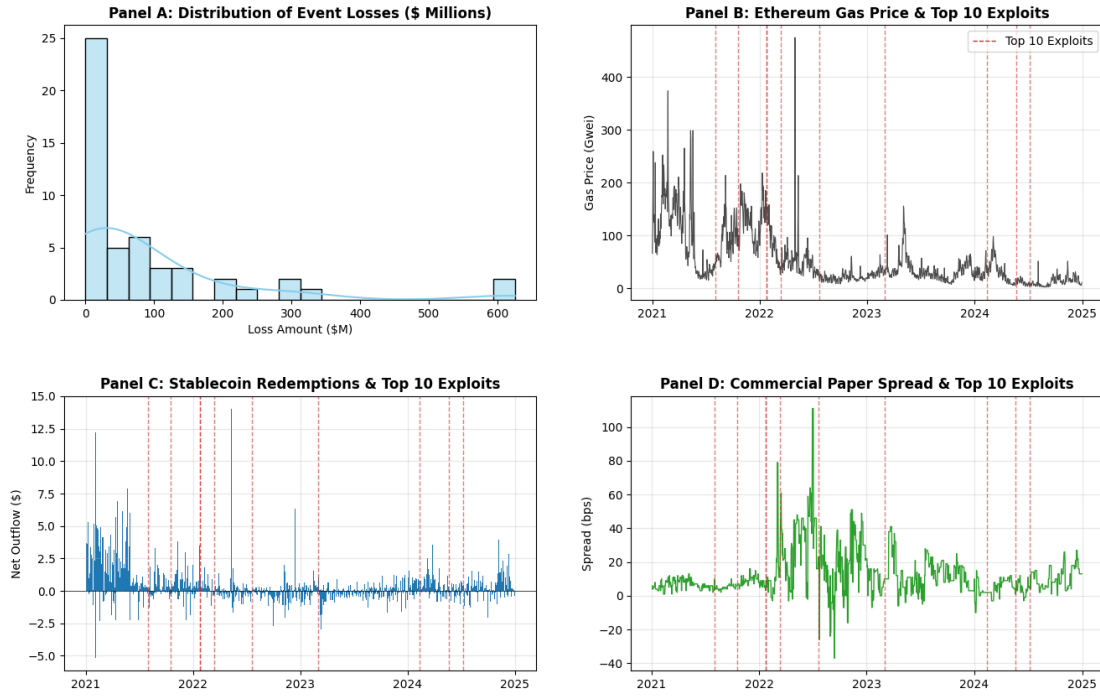 Panel A: Distribution of Event Losses ($ Millions)
Frequency
25
20
15
10
5
0
0 100 200 300 400 500 600
Loss Amount ($M)
Panel B: Ethereum Gas Price & Top 10 Exploits
Top 10 Exploits
Gas Price (Gwei)
400
300
200
100
0
2021 2022 2023 2024 2025
Panel C: Stablecoin Redemptions & Top 10 Exploits
Net Outflow ($)
15.0
12.5
10.0
7.5
5.0
2.5
0.0
−2.5
−5.0
2021 2022 2023 2024 2025
Panel D: Commercial Paper Spread & Top 10 Exploits
Spread (bps)
100
80
60
40
20
0
−20
−40
2021 2022 2023 2024 2025